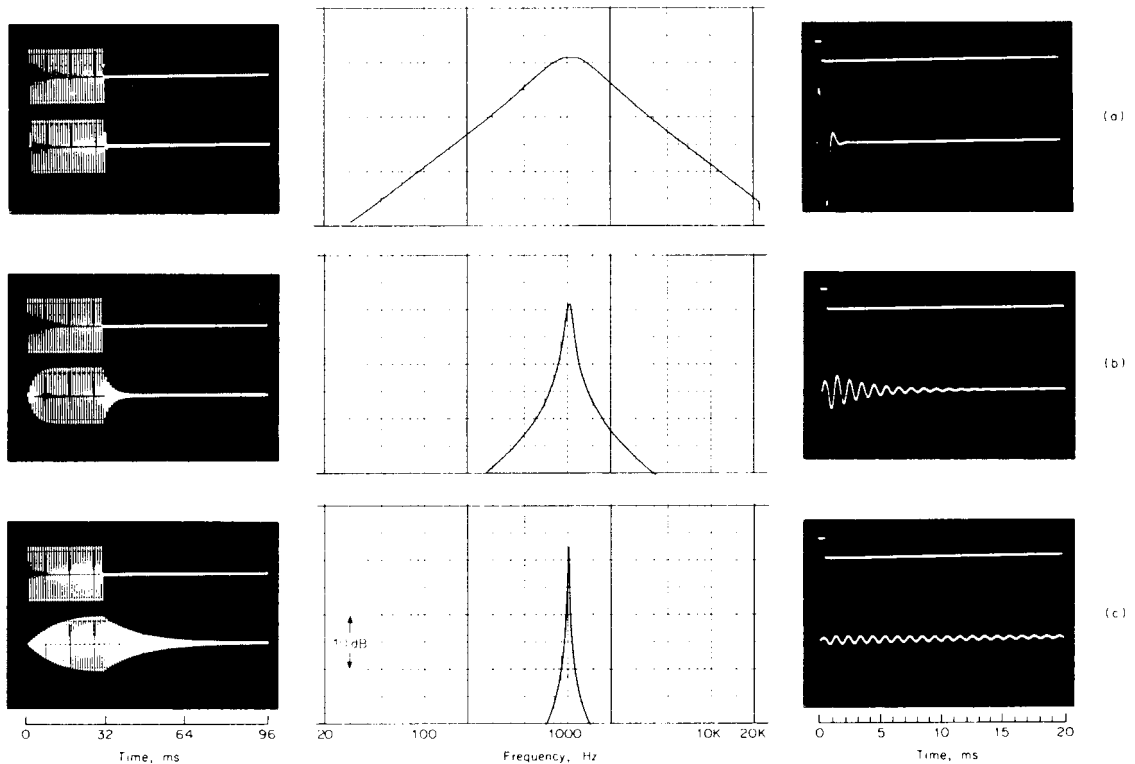 (a)
(b)
(c)
dB
0 32 64 96
Time, ms
20 100 1000 10K 20K
Frequency, Hz
0 5 10 15 20
Time, ms